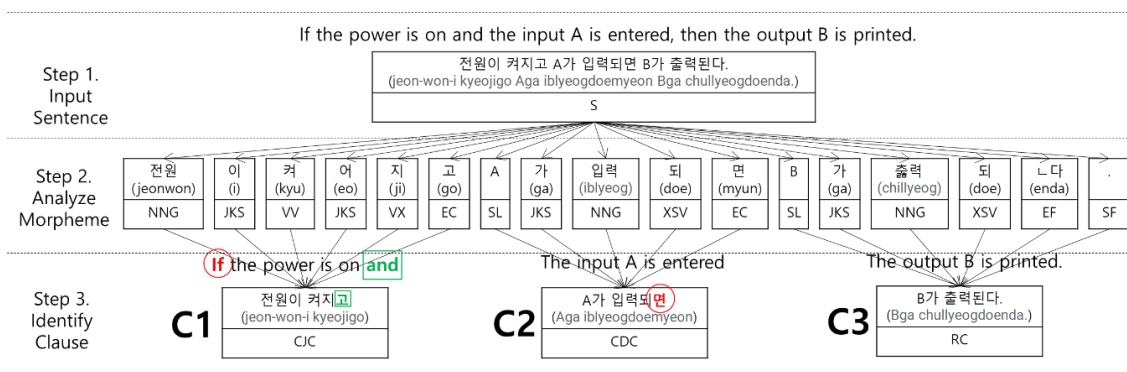 If the power is on and the input A is entered, then the output B is printed.
Step 1.
Input
Sentence
전원이 켜지고 A가 입력되면 B가 출력된다.
(jeon-won-i kyeojigo Aga iblyeogdoemyeon Bga chullyeogdoenda.)
S
Step 2.
Analyze
Morpheme
전원 이 켜 어 지 고 A 가 입력 되 면 B 가 출력 되 ㄴ다 .
(jeonwon) (i) (kyu) (eo) (ji) (go) (ga) (iblyeog) (doe) (myun) (ga) (chillyeog) (doe) (enda)
NNG JKS VV JKS VX EC SL JKS NNG XSV EC SL JKS NNG XSV EF SF
If the power is on and The input A is entered The output B is printed.
Step 3.
Identify
Clause
C1 전원이 켜지고 C2 A가 입력되면 C3 B가 출력된다.
(jeon-won-i kyeojigo) (Aga iblyeogdoemyeon) (Bga chullyeogdoenda.)
CJC CDC RC